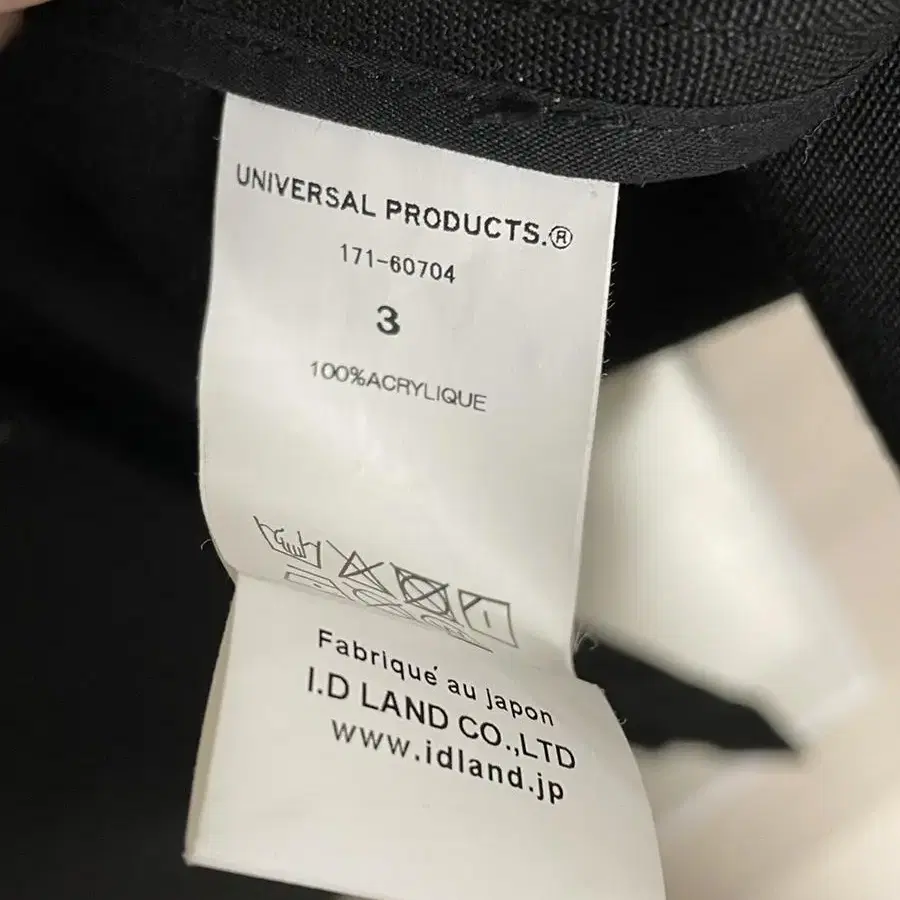 UNIVERSAL PRODUCTS.®
171-60704
3
100%ACRYLIQUE
Fabriqué au japon
I.D LAND CO.,LTD
www.idland.jp